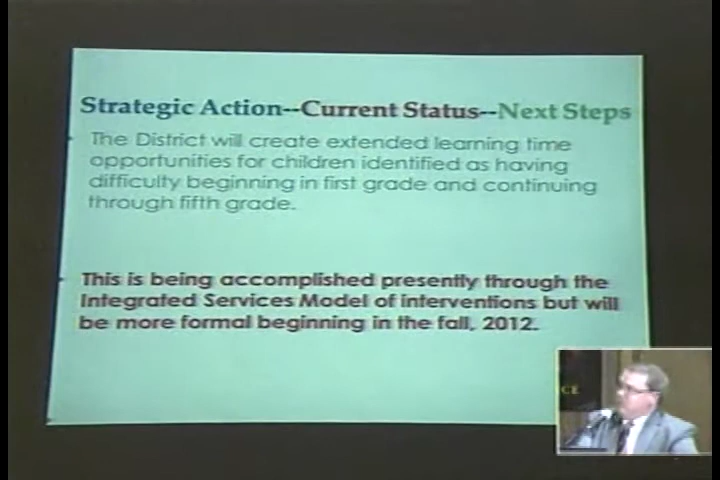 Strategic Action--Current Status--Next Steps
The District will create extended learning time
opportunities for children identified as having
difficulty beginning in first grade and continuing
through fifth grade.
This is being accomplished presently through the
Integrated Services Model of interventions but will
be more formal beginning in the fall, 2012.
CE